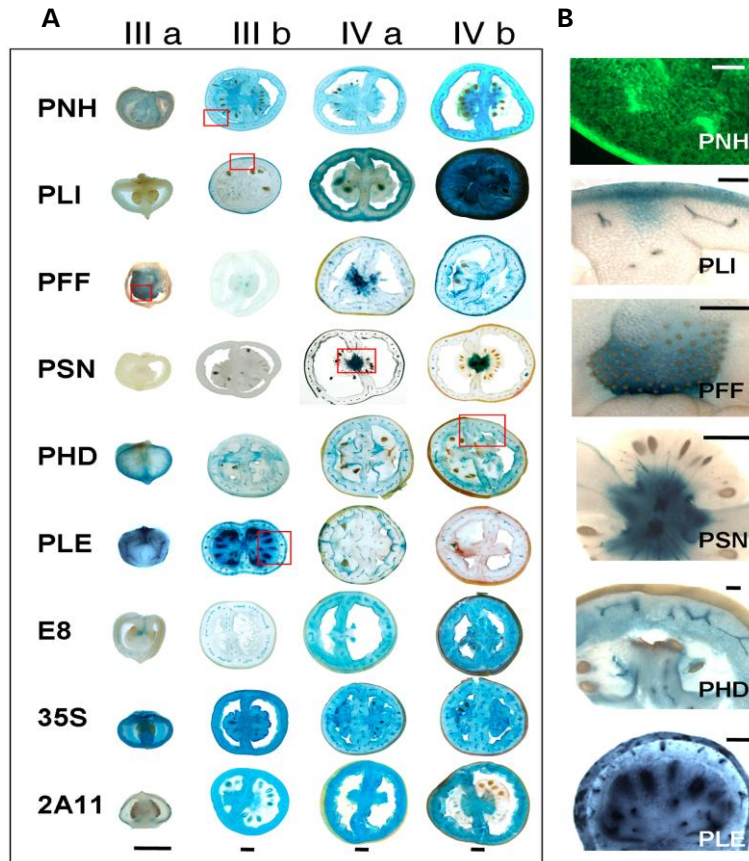 A
B
III a III b IV a IV b
PNH
PLI
PFF
PSN
PHD
PLE
E8
35S
2A11
PNH
PLI
PFF
PSN
PHD
PLE